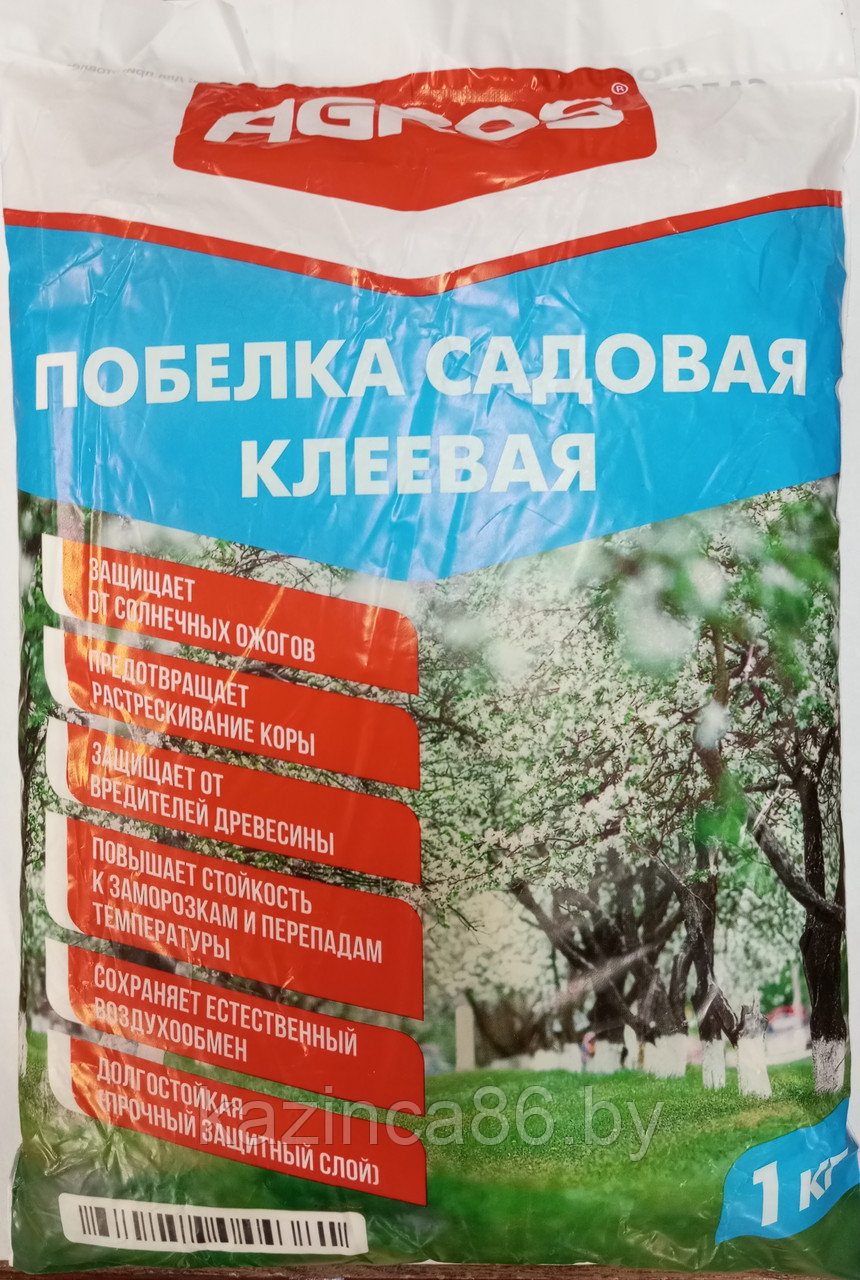 AGROS®
ПОБЕЛКА САДОВАЯ
КЛЕЕВАЯ
ЗАЩИЩАЕТ
ОТ СОЛНЕЧНЫХ ОЖОГОВ
ПРЕДОТВРАЩАЕТ
РАСТРЕСКИВАНИЕ КОРЫ
ЗАЩИЩАЕТ ОТ
ВРЕДИТЕЛЕЙ ДРЕВЕСИНЫ
ПОВЫШАЕТ СТОЙКОСТЬ
К ЗАМОРОЗКАМ И ПЕРЕПАДАМ
ТЕМПЕРАТУРЫ
СОХРАНЯЕТ ЕСТЕСТВЕННЫЙ
ВОЗДУХООБМЕН
ДОЛГОСТОЙКАЯ
(ПРОЧНЫЙ ЗАЩИТНЫЙ СЛОЙ)
kazinca86.by
1 КГ